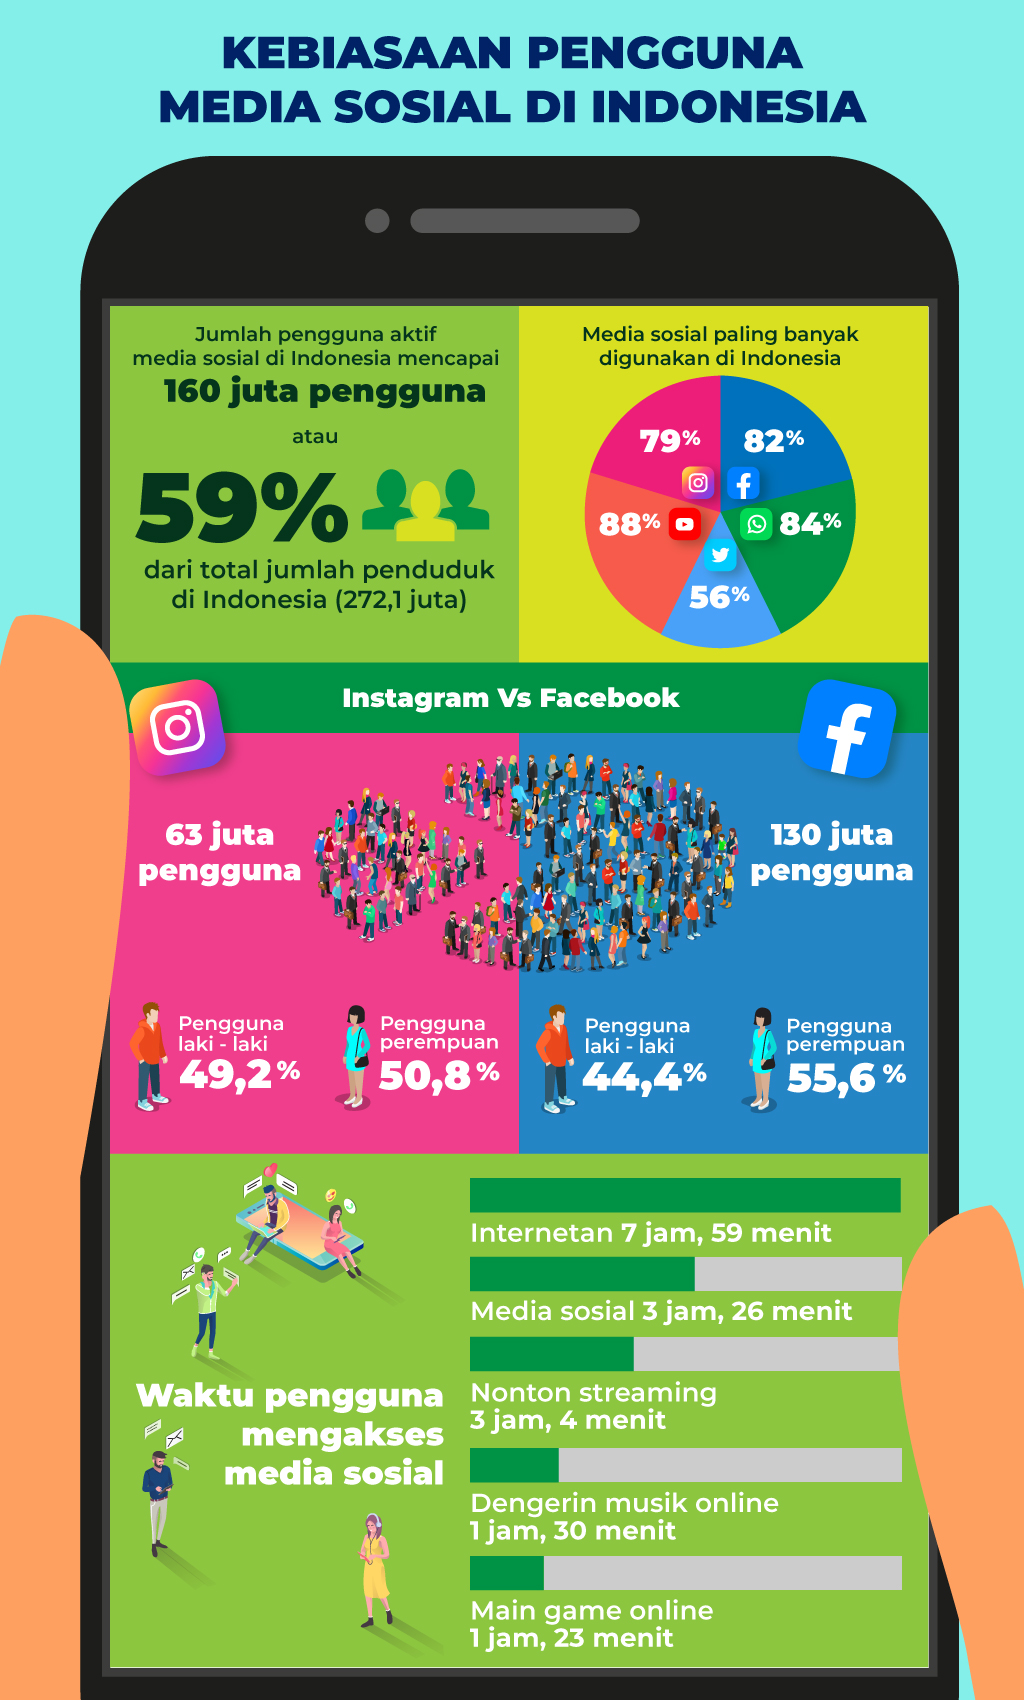 KEBIASAAN PENGGUNA
MEDIA SOSIAL DI INDONESIA
Jumlah pengguna aktif
media sosial di Indonesia mencapai
160 juta pengguna
atau
59%
dari total jumlah penduduk
di Indonesia (272,1 juta)
Media sosial paling banyak
digunakan di Indonesia
79%
82%
88%
84%
56%
Instagram Vs Facebook
63 juta
pengguna
130 juta
pengguna
Pengguna
laki - laki
49,2%
Pengguna
perempuan
50,8%
Pengguna
laki - laki
44,4%
Pengguna
perempuan
55,6%
Waktu pengguna
mengakses
media sosial
Internetan 7 jam, 59 menit
Media sosial 3 jam, 26 menit
Nonton streaming
3 jam, 4 menit
Dengerin musik online
1 jam, 30 menit
Main game online
1 jam, 23 menit